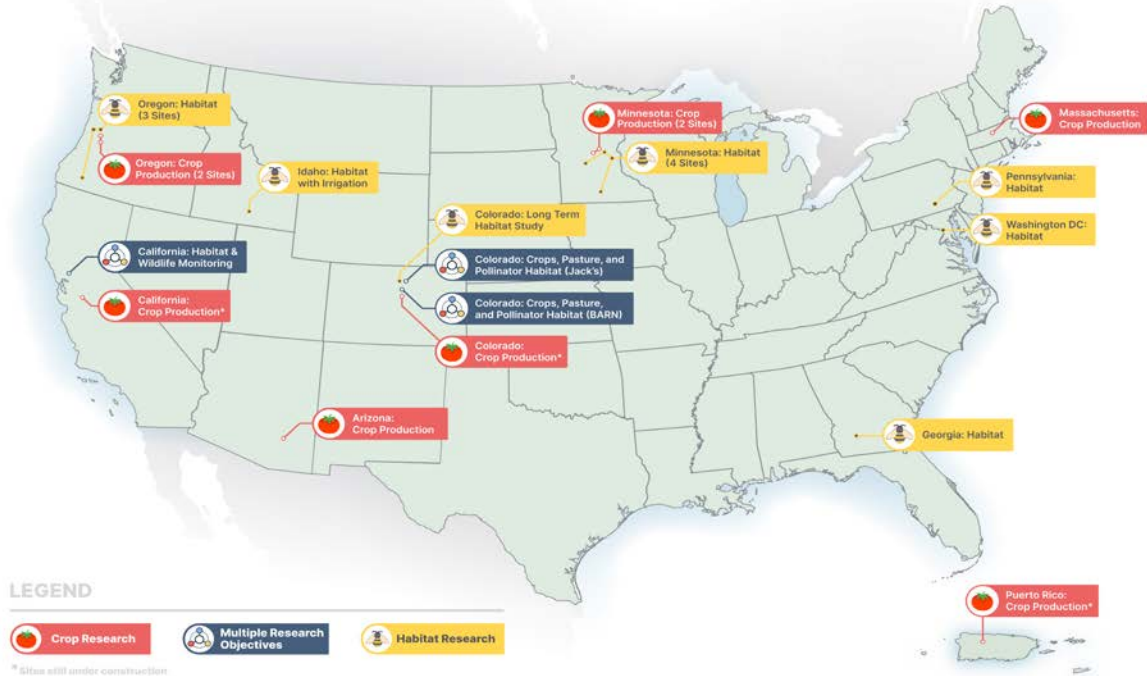 Oregon: Habitat
(3 Sites)
Oregon: Crop
Production (2 Sites)
Idaho: Habitat
with Irrigation
California: Habitat &
Wildlife Monitoring
California:
Crop Production*
Colorado: Long Term
Habitat Study
Colorado: Crops, Pasture, and
Pollinator Habitat (Jack's)
Colorado: Crops, Pasture,
and Pollinator Habitat (BARN)
Colorado:
Crop Production*
Arizona:
Crop Production
Minnesota: Crop
Production (2 Sites)
Minnesota: Habitat
(4 Sites)
Massachusetts:
Crop Production
Pennsylvania:
Habitat
Washington DC:
Habitat
Georgia: Habitat
Puerto Rico:
Crop Production*
LEGEND
Crop Research
Multiple Research
Objectives
Habitat Research
* Sites still under construction